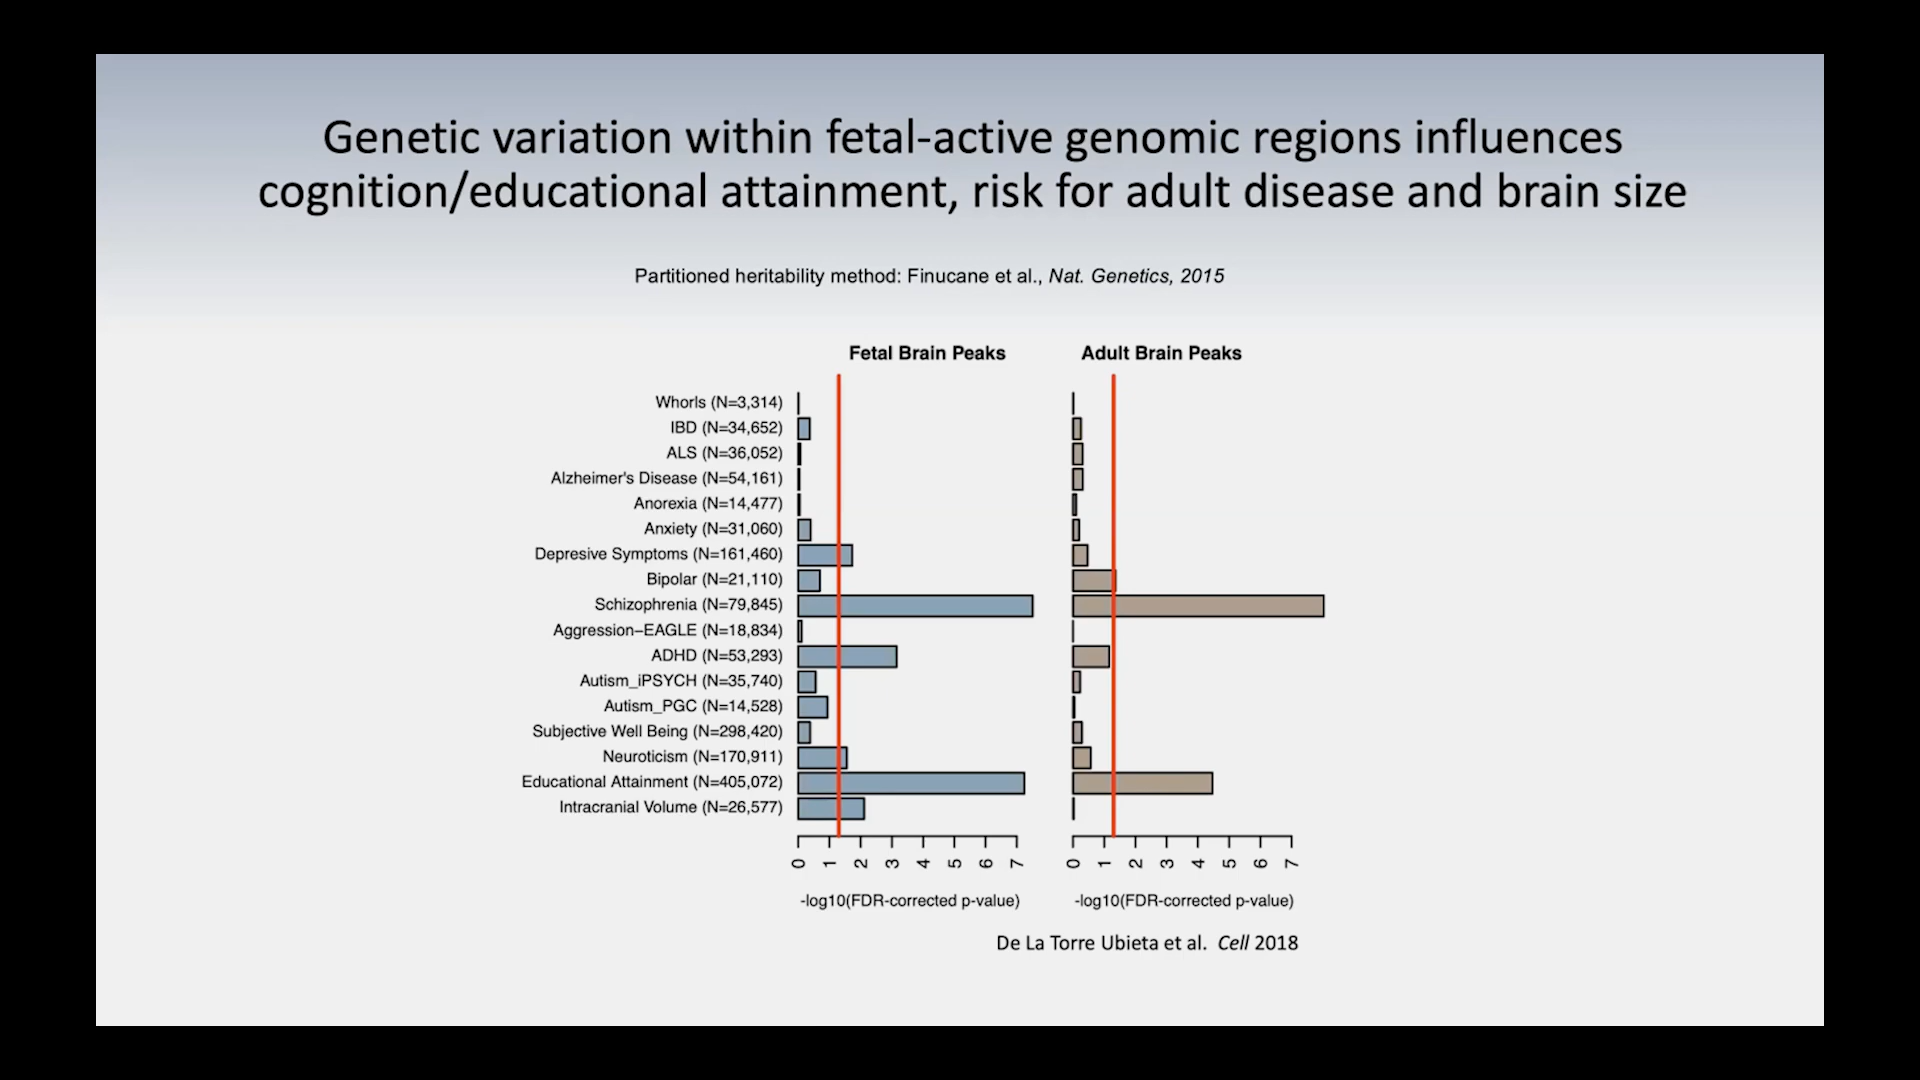 Genetic variation within fetal-active genomic regions influences
cognition/educational attainment, risk for adult disease and brain size
Partitioned heritability method: Finucane et al., Nat. Genetics, 2015
Fetal Brain Peaks
Adult Brain Peaks
Whorls (N=3,314)
IBD (N=34,652)
ALS (N=36,052)
Alzheimer's Disease (N=54,161)
Anorexia (N=14,477)
Anxiety (N=31,060)
Depresive Symptoms (N=161,460)
Bipolar (N=21,110)
Schizophrenia (N=79,845)
Aggression−EAGLE (N=18,834)
ADHD (N=53,293)
Autism_iPSYCH (N=35,740)
Autism_PGC (N=14,528)
Subjective Well Being (N=298,420)
Neuroticism (N=170,911)
Educational Attainment (N=405,072)
Intracranial Volume (N=26,577)
0 1 2 3 4 5 6 7
0 1 2 3 4 5 6 7
-log10(FDR-corrected p-value)
-log10(FDR-corrected p-value)
De La Torre Ubieta et al. Cell 2018